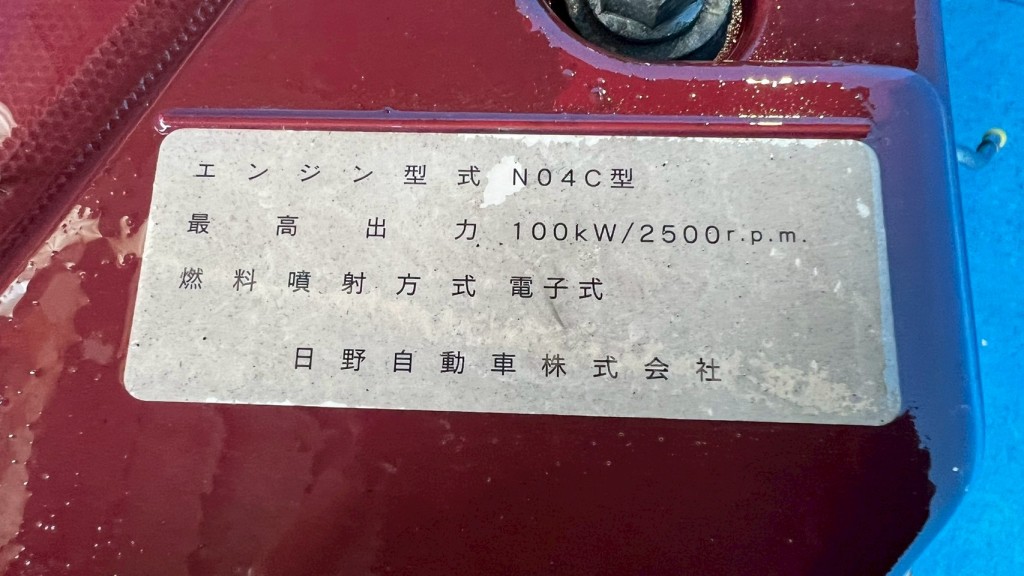 エンジン型式 N04C型
最高出力 100kW/2500r.p.m.
燃料噴射方式 電子式
日野自動車株式会社